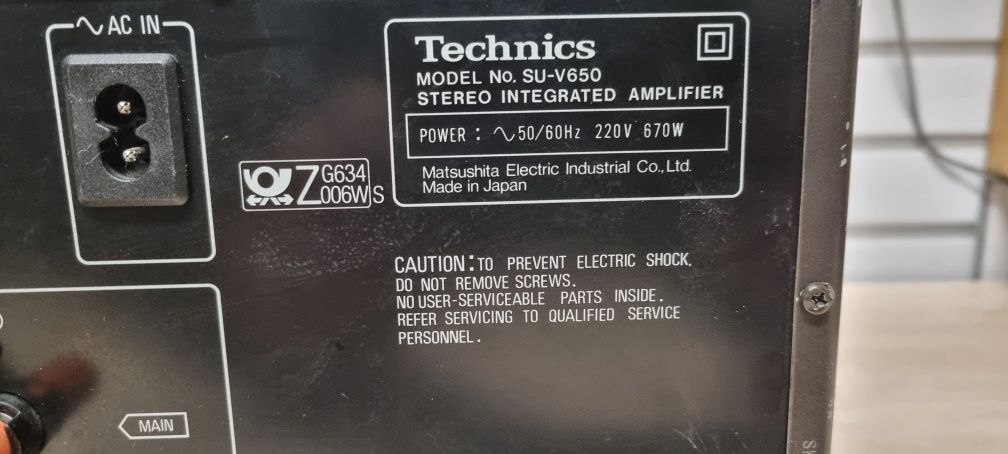 ∿ AC IN
Technics
MODEL No. SU-V650
STEREO INTEGRATED AMPLIFIER
POWER : ∿ 50/60Hz 220V 670W
Matsushita Electric Industrial Co., Ltd.
Made in Japan
Z G634
006W S
CAUTION: TO PREVENT ELECTRIC SHOCK,
DO NOT REMOVE SCREWS.
NO USER-SERVICEABLE PARTS INSIDE.
REFER SERVICING TO QUALIFIED SERVICE
PERSONNEL.
MAIN